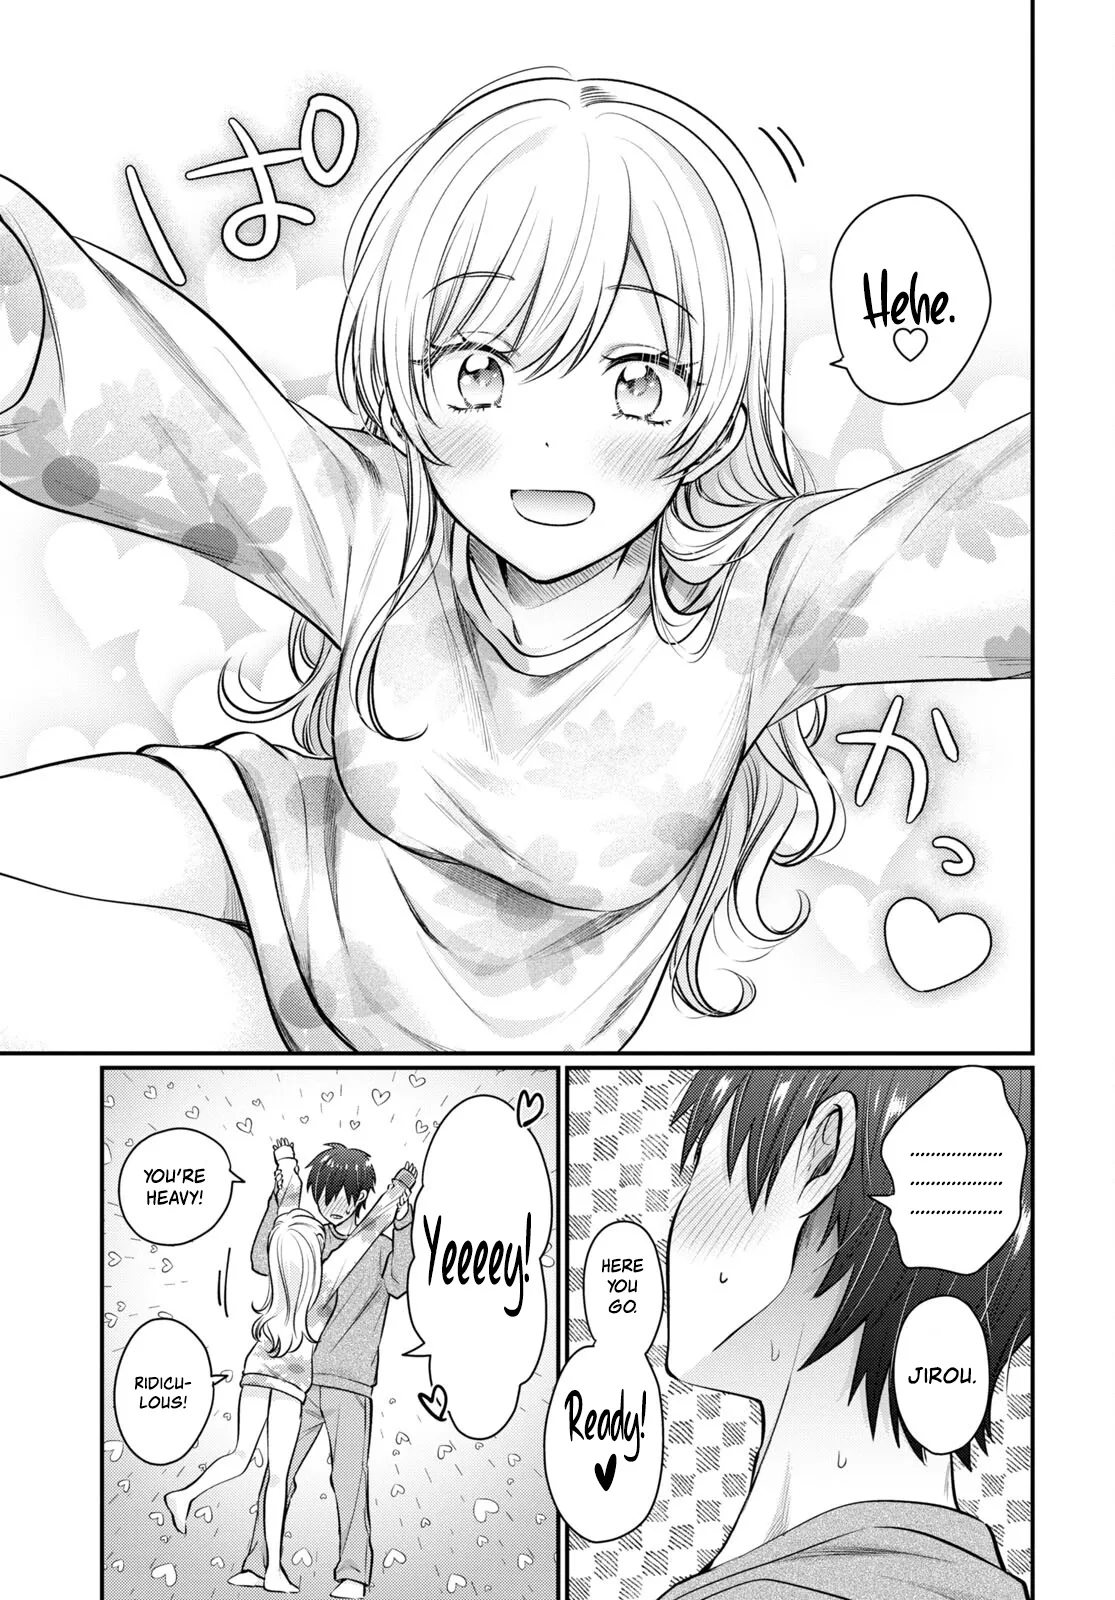 ぱ
かっ
Hehe.
♡
....................
....................
..................
JIROU.
HERE
YOU
GO.
Ready!
♥
Yeeeey!
YOU'RE
HEAVY!
RIDICU-
LOUS!